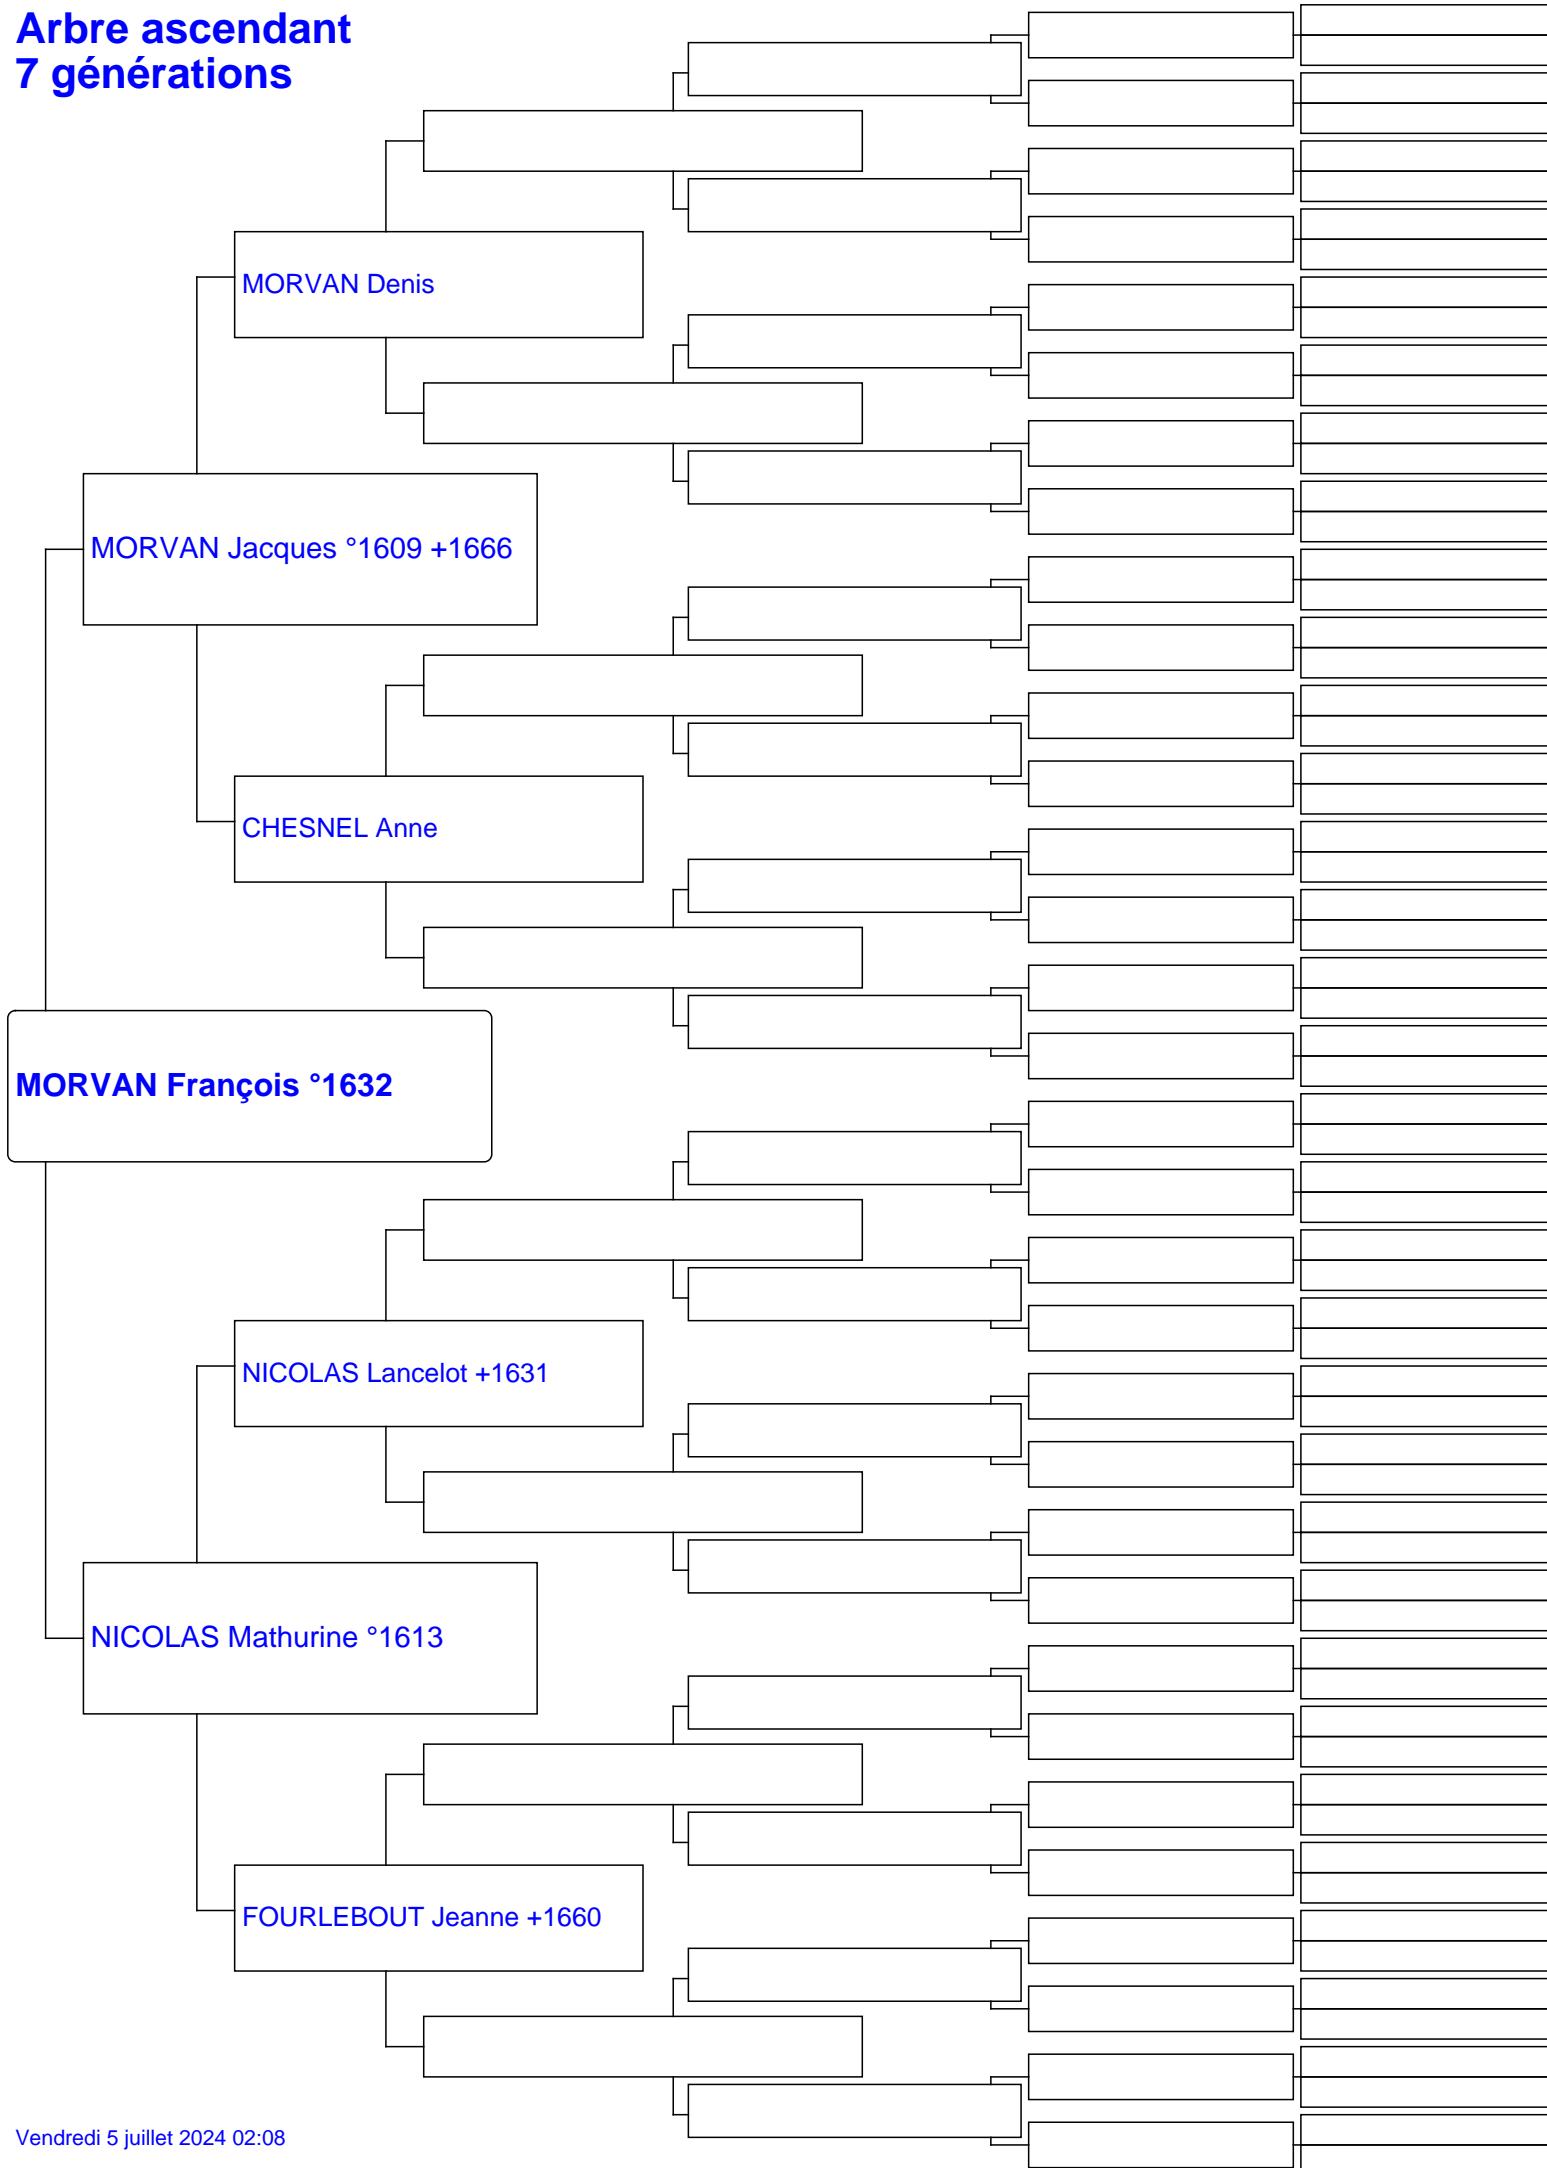 Arbre ascendant
7 générations
MORVAN Denis
MORVAN Jacques °1609 +1666
CHESNEL Anne
MORVAN François °1632
NICOLAS Lancelot +1631
NICOLAS Mathurine °1613
FOURLEBOUT Jeanne +1660
Vendredi 5 juillet 2024 02:08